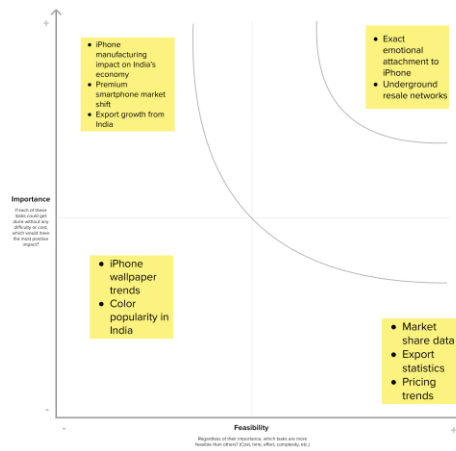 +
• iPhone
manufacturing
impact on India's
economy
• Premium
smartphone market
shift
• Export growth from
India
• Exact
emotional
attachment to
iPhone
• Underground
resale networks
Importance
If each of these
tasks could get
done without any
difficulty or cost,
which would have
the most positive
impact?
• iPhone
wallpaper
trends
• Color
popularity in
India
• Market
share data
• Export
statistics
• Pricing
trends
-
-
Feasibility
+
Regardless of their importance, which tasks are more
feasible than others? (Cost, time, effort, complexity, etc.)